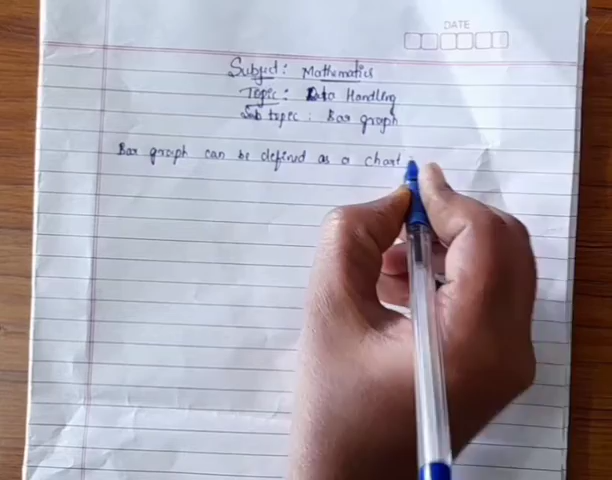 DATE
Subject: Mathematics
Topic: Data Handling
Sub topic: Bar graph
Bar graph can be defined as a chart